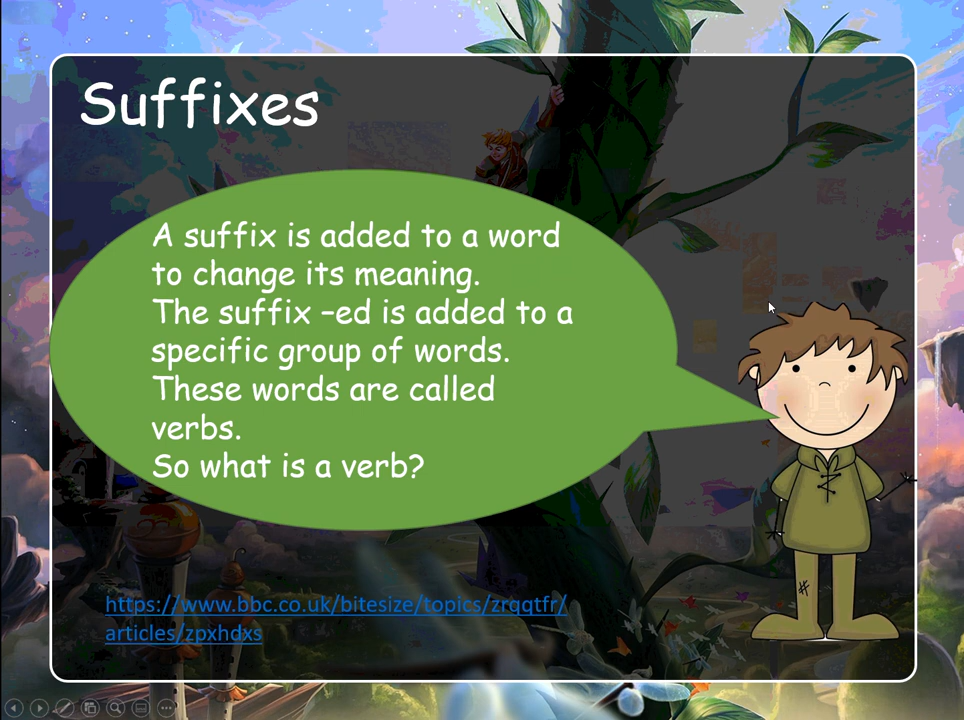 Suffixes
A suffix is added to a word
to change its meaning.
The suffix –ed is added to a
specific group of words.
These words are called
verbs.
So what is a verb?
https://www.bbc.co.uk/bitesize/topics/zrqqtfr/
articles/zpxhdxs